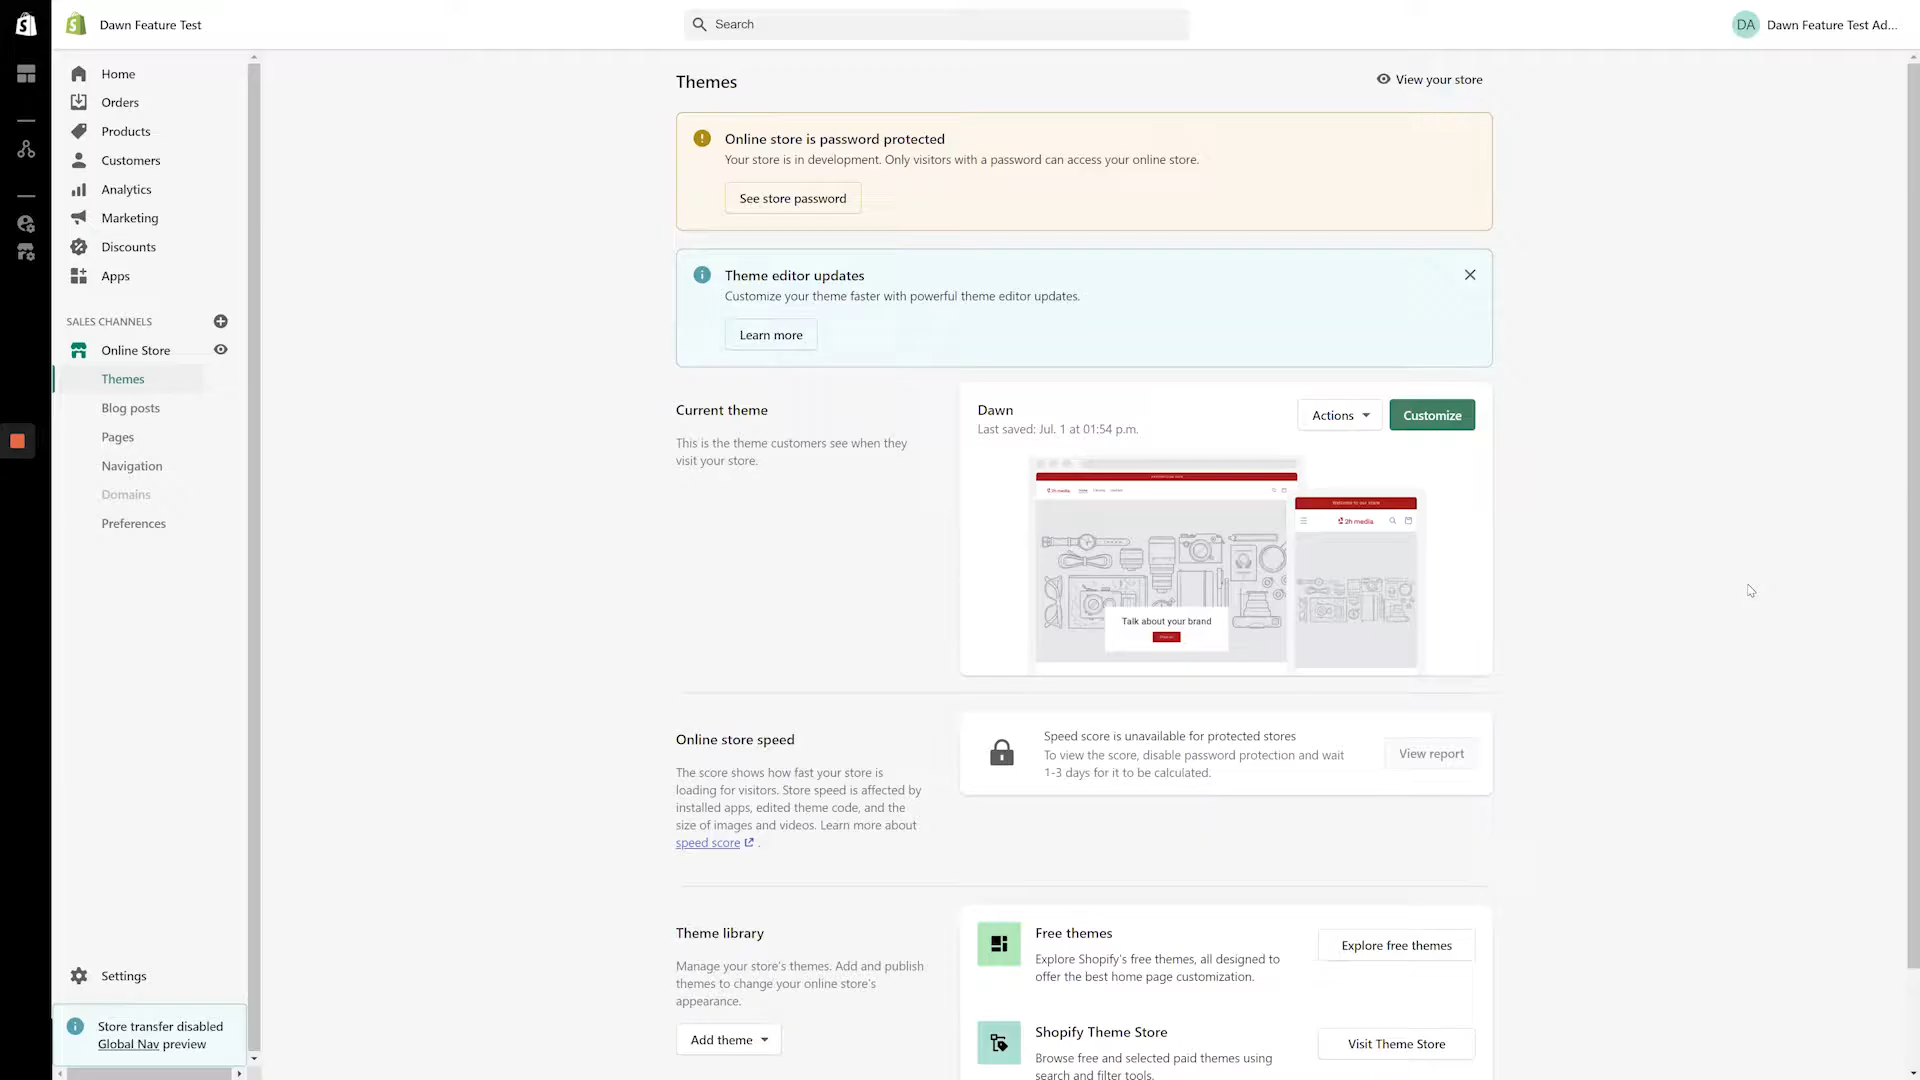 Dawn Feature Test
Search
DA
Dawn Feature Test Ad...
Home
Orders
Products
Customers
Analytics
Marketing
Discounts
Apps
SALES CHANNELS
Online Store
Themes
Blog posts
Pages
Navigation
Domains
Preferences
Settings
Store transfer disabled
Global Nav preview
Themes
View your store
Online store is password protected
Your store is in development. Only visitors with a password can access your online store.
See store password
Theme editor updates
Customize your theme faster with powerful theme editor updates.
Learn more
Current theme
This is the theme customers see when they
visit your store.
Dawn
Last saved: Jul. 1 at 01:54 p.m.
Actions
Customize
2h media
Welcome to our store
2h media
Talk about your brand
Online store speed
The score shows how fast your store is
loading for visitors. Store speed is affected by
installed apps, edited theme code, and the
size of images and videos. Learn more about
speed score .
Speed score is unavailable for protected stores
To view the score, disable password protection and wait
1-3 days for it to be calculated.
View report
Theme library
Manage your store's themes. Add and publish
themes to change your online store's
appearance.
Add theme
Free themes
Explore Shopify's free themes, all designed to
offer the best home page customization.
Explore free themes
Shopify Theme Store
Browse free and selected paid themes using
search and filter tools.
Visit Theme Store